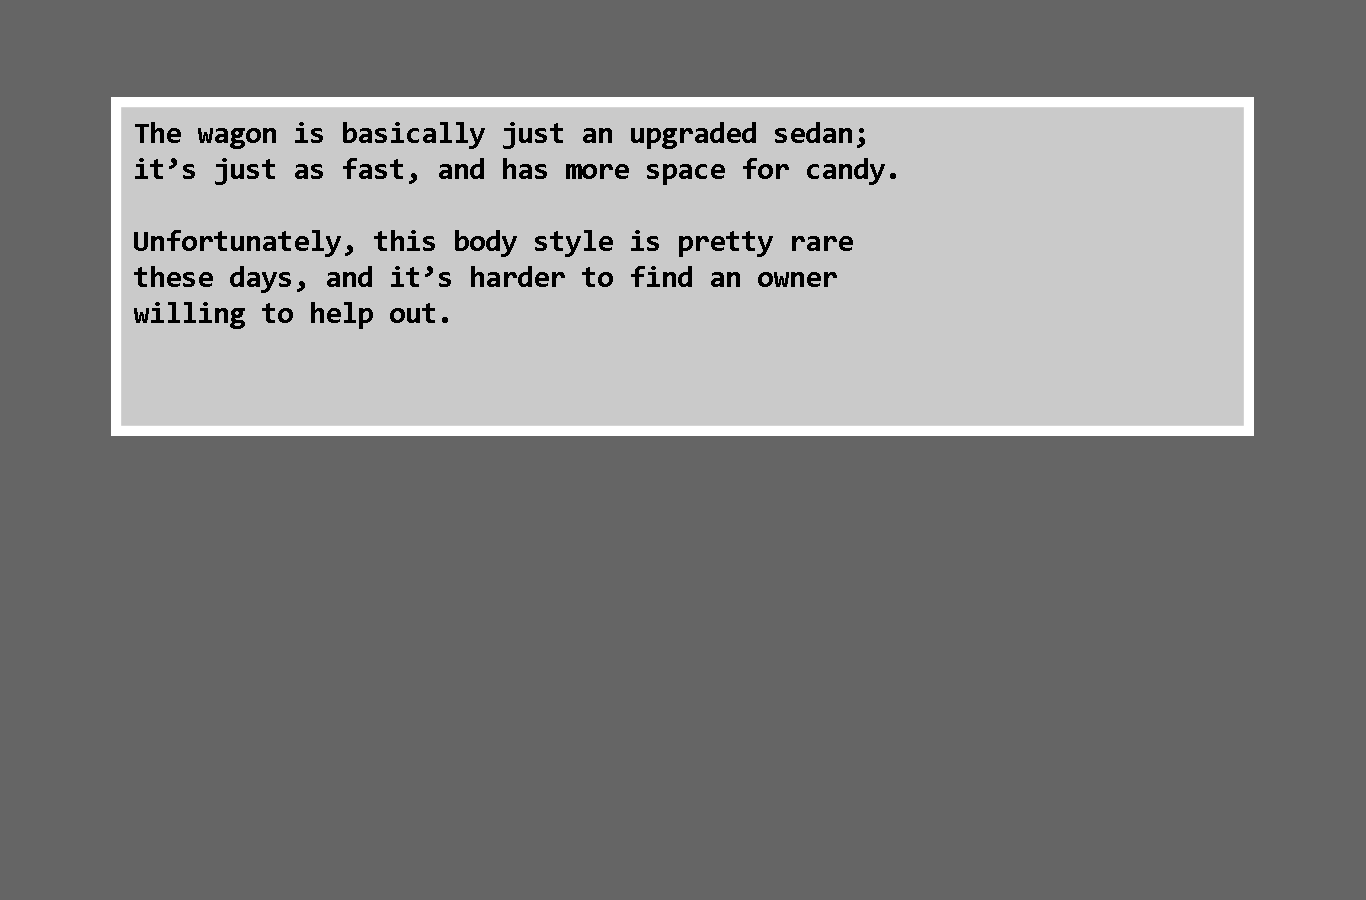 The wagon is basically just an upgraded sedan;
it’s just as fast, and has more space for candy.
Unfortunately, this body style is pretty rare
these days, and it’s harder to find an owner
willing to help out.